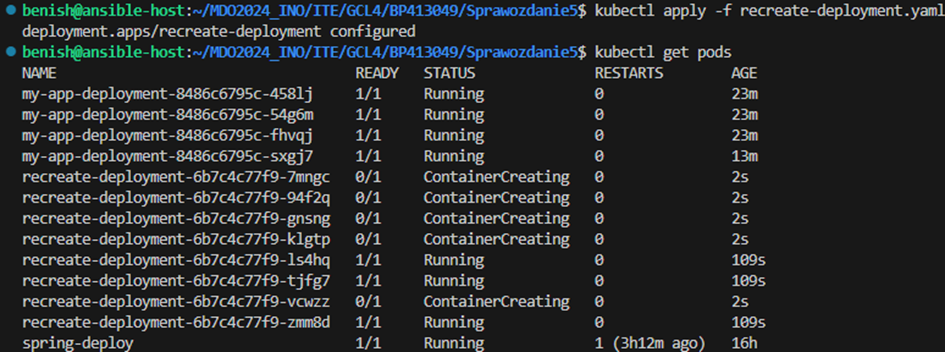 benish@ansible-host:~/MDO2024_INO/ITE/GCL4/BP413049/Sprawozdanie5$ kubectl apply -f recreate-deployment.yaml
deployment.apps/recreate-deployment configured
benish@ansible-host:~/MDO2024_INO/ITE/GCL4/BP413049/Sprawozdanie5$ kubectl get pods
NAME READY STATUS RESTARTS AGE
my-app-deployment-8486c6795c-458lj 1/1 Running 0 23m
my-app-deployment-8486c6795c-54g6m 1/1 Running 0 23m
my-app-deployment-8486c6795c-fhvqj 1/1 Running 0 23m
my-app-deployment-8486c6795c-sxgj7 1/1 Running 0 13m
recreate-deployment-6b7c4c77f9-7mngc 0/1 ContainerCreating 0 2s
recreate-deployment-6b7c4c77f9-94f2q 0/1 ContainerCreating 0 2s
recreate-deployment-6b7c4c77f9-gnsng 0/1 ContainerCreating 0 2s
recreate-deployment-6b7c4c77f9-klgtp 0/1 ContainerCreating 0 2s
recreate-deployment-6b7c4c77f9-ls4hq 1/1 Running 0 109s
recreate-deployment-6b7c4c77f9-tjfg7 1/1 Running 0 109s
recreate-deployment-6b7c4c77f9-vcwzz 0/1 ContainerCreating 0 2s
recreate-deployment-6b7c4c77f9-zmm8d 1/1 Running 0 109s
spring-deploy 1/1 Running 1 (3h12m ago) 16h